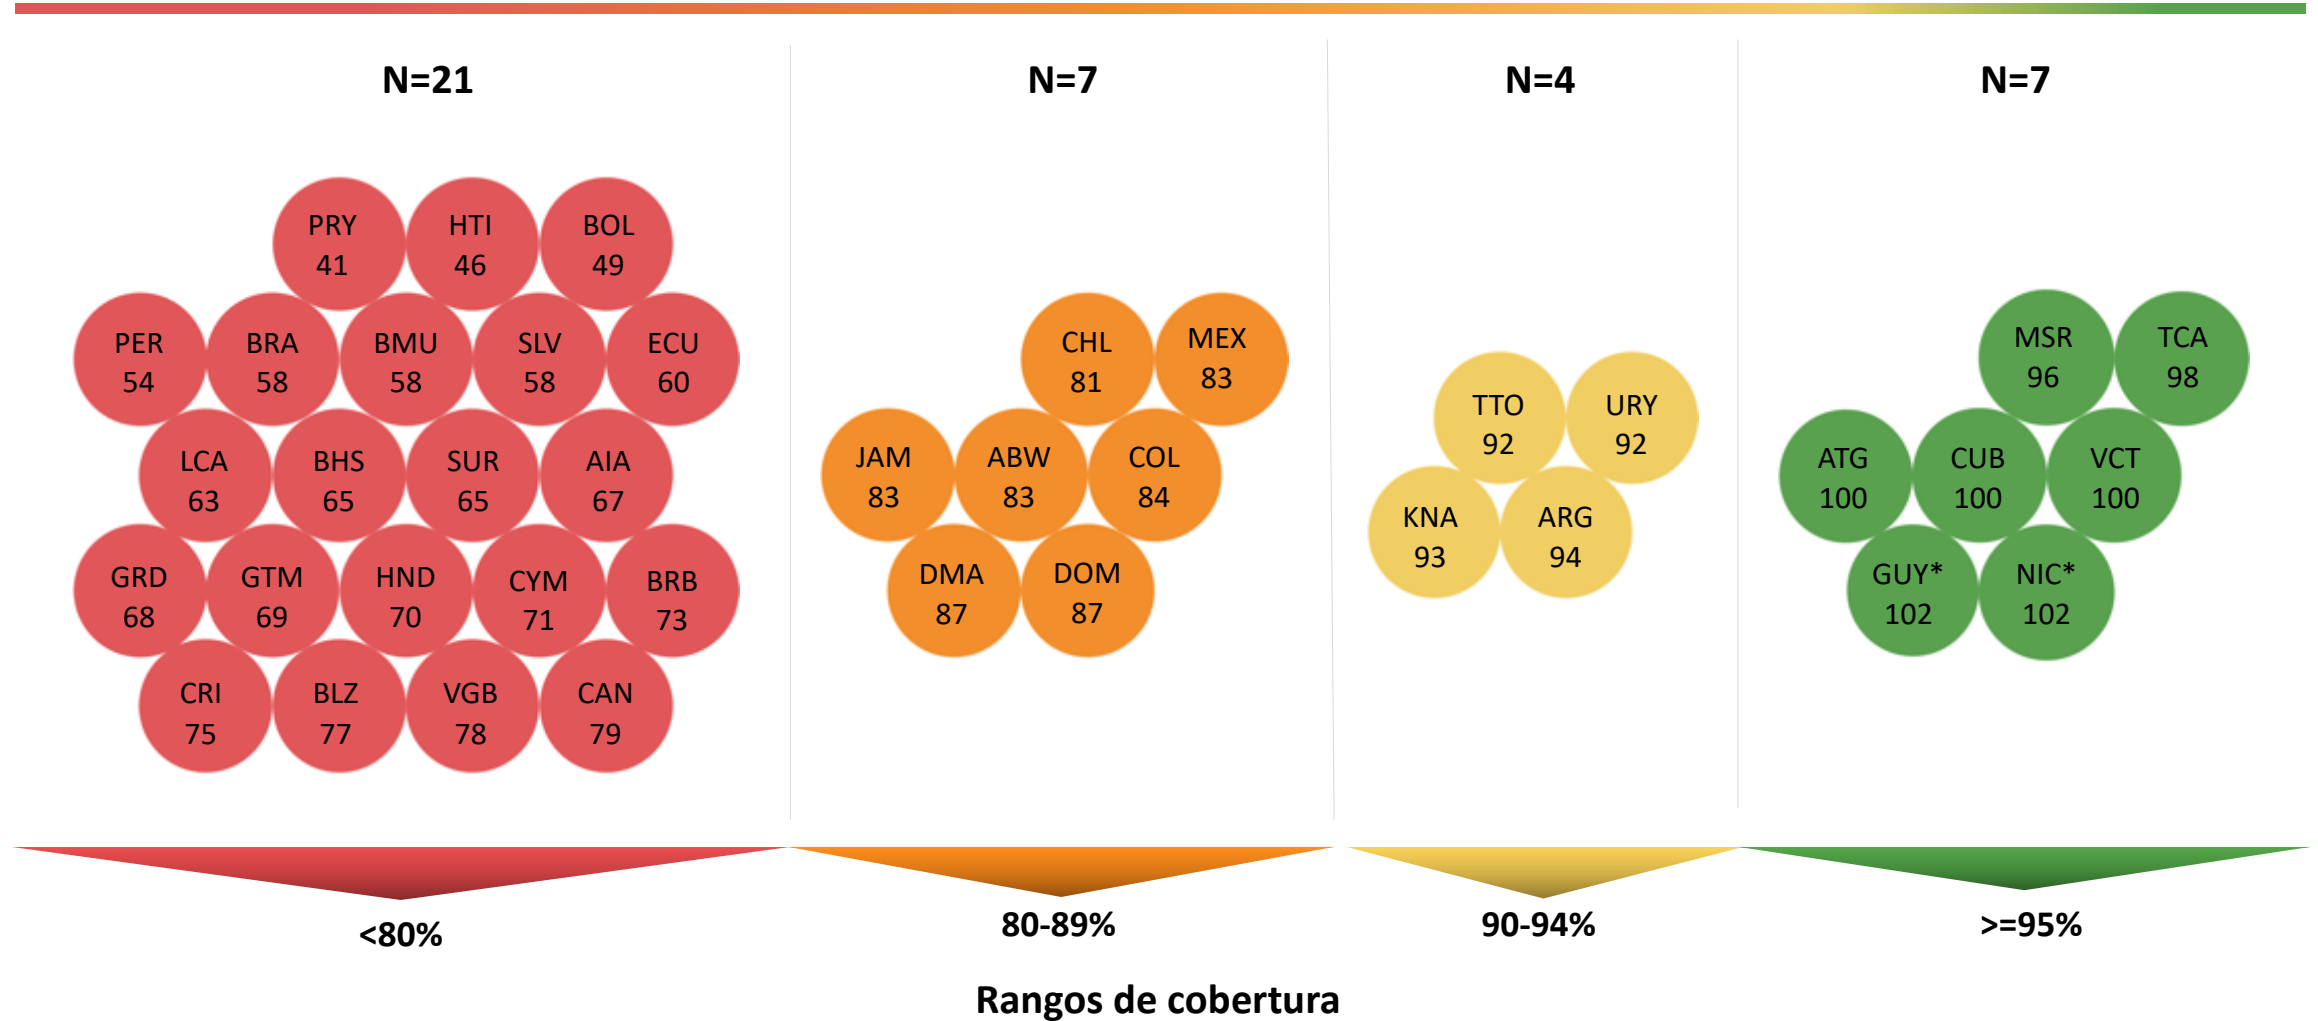 N=21
N=7
N=4
N=7
PRY
41
HTI
46
BOL
49
PER
54
BRA
58
BMU
58
SLV
58
ECU
60
LCA
63
BHS
65
SUR
65
AIA
67
GRD
68
GTM
69
HND
70
CYM
71
BRB
73
CRI
75
BLZ
77
VGB
78
CAN
79
CHL
81
MEX
83
JAM
83
ABW
83
COL
84
DMA
87
DOM
87
TTO
92
URY
92
KNA
93
ARG
94
MSR
96
TCA
98
ATG
100
CUB
100
VCT
100
GUY*
102
NIC*
102
<80%
80-89%
90-94%
>=95%
Rangos de cobertura